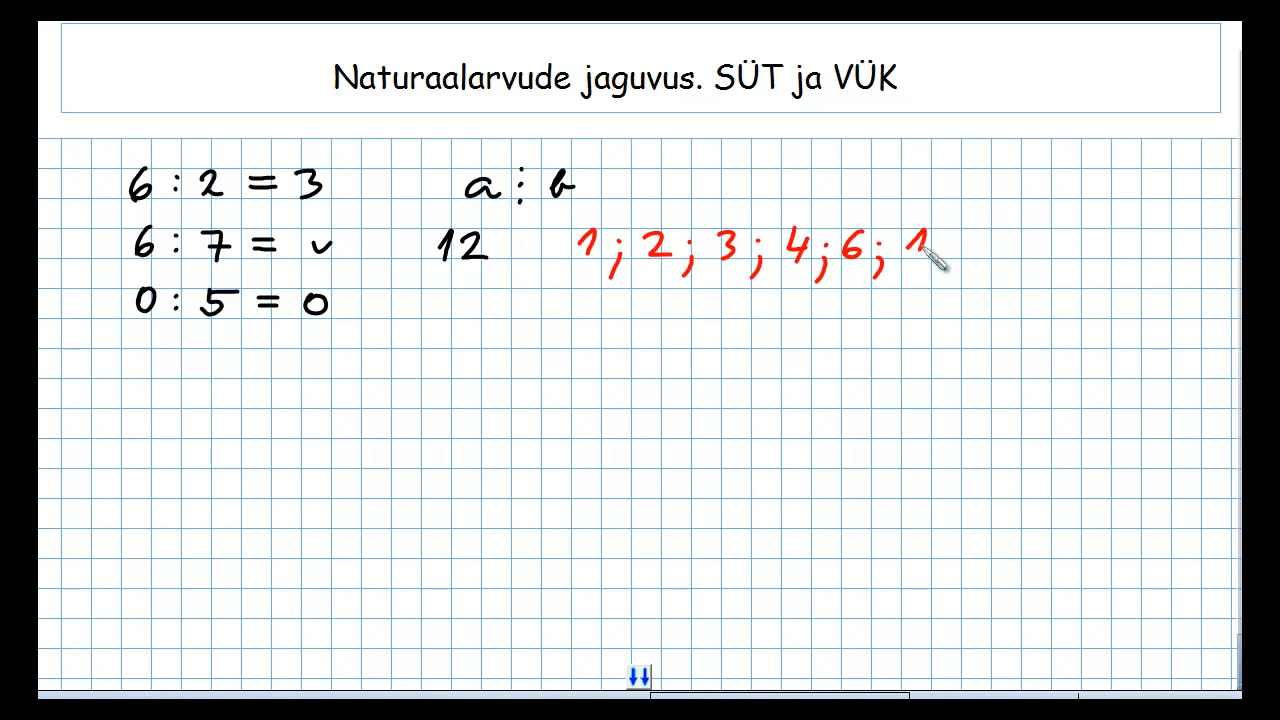 Naturaalarvude jaguvus. SÜT ja VÜK
6 : 2 = 3
a ⋮ b
6 : 7 = v
12 1 ; 2 ; 3 ; 4 ; 6 ; 1
0 : 5 = 0